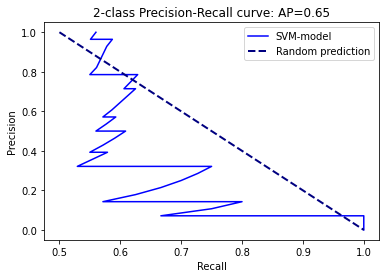 2-class Precision-Recall curve: AP=0.65
SVM-model
Random prediction
Precision
1.0
0.8
0.6
0.4
0.2
0.0
0.5 0.6 0.7 0.8 0.9 1.0
Recall